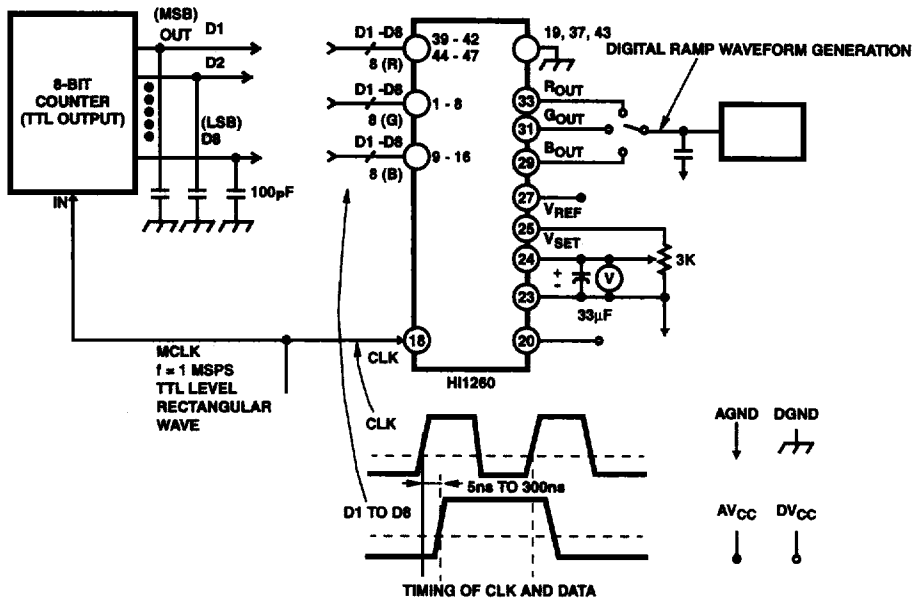 (MSB)
OUT D1
D2
8-BIT
COUNTER
(TTL OUTPUT)
(LSB)
D8
IN
100pF
D1 -D8
8 (R)
D1 -D8
8 (G)
D1 -D8
8 (B)
39 - 42
44 - 47
1 - 8
9 - 16
18
CLK
HI1260
19, 37, 43
33
ROUT
31
GOUT
29
BOUT
27
VREF
25
VSET
24
23
20
DIGITAL RAMP WAVEFORM GENERATION
+
-
V
3K
33µF
MCLK
f = 1 MSPS
TTL LEVEL
RECTANGULAR
WAVE
CLK
5ns TO 300ns
D1 TO D8
TIMING OF CLK AND DATA
AGND DGND
AVCC DVCC